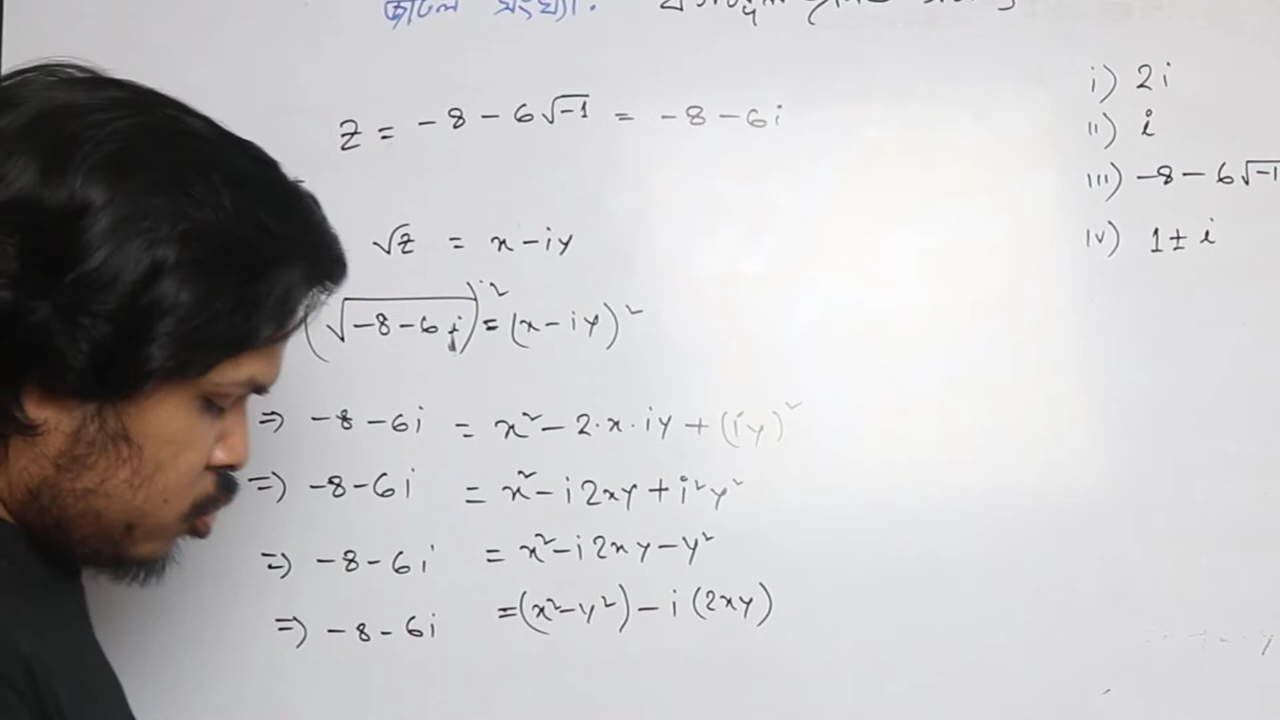 জটিল সংখ্যা:
Z = -8 - 6√-1 = -8 - 6i
√z = x - iy
(√-8-6i)² = (x - iy)²
⇒ -8 - 6i = x² - 2·x·iy + (iy)²
⇒ -8 - 6i = x² - i2xy + i²y²
⇒ -8 - 6i = x² - i2xy - y²
⇒ -8 - 6i = (x² - y²) - i(2xy)
i) 2i
ii) i
iii) -8 - 6√-1
iv) 1 ± i